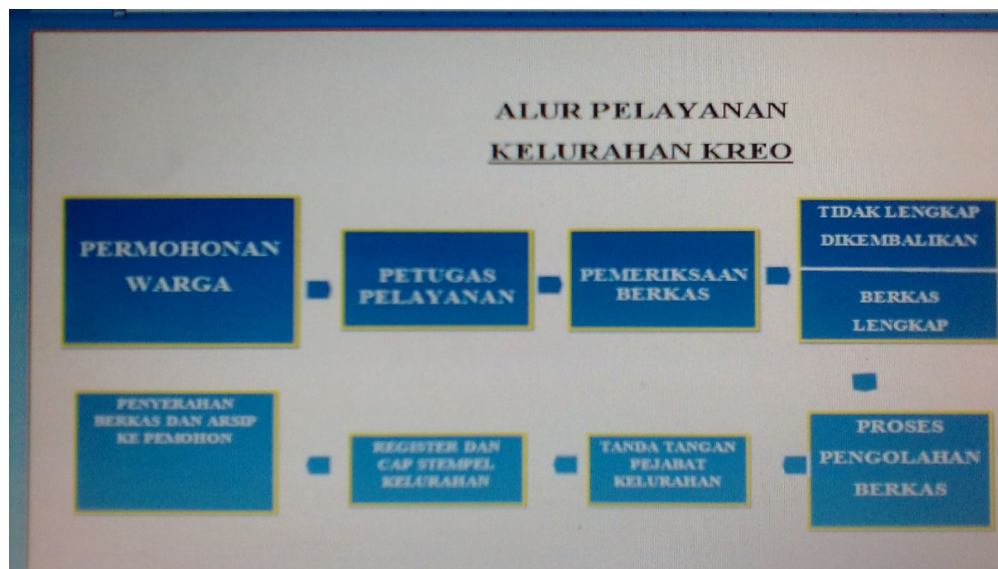 ALUR PELAYANAN
KELURAHAN KREO
PERMOHONAN
WARGA
PETUGAS
PELAYANAN
PEMERIKSAAN
BERKAS
TIDAK LENGKAP
DIKEMBALIKAN
BERKAS
LENGKAP
PROSES
PENGOLAHAN
BERKAS
TANDA TANGAN
PEJABAT
KELURAHAN
REGISTER DAN
CAP STEMPEL
KELURAHAN
PENYERAHAN
BERKAS DAN ARSIP
KE PEMOHON